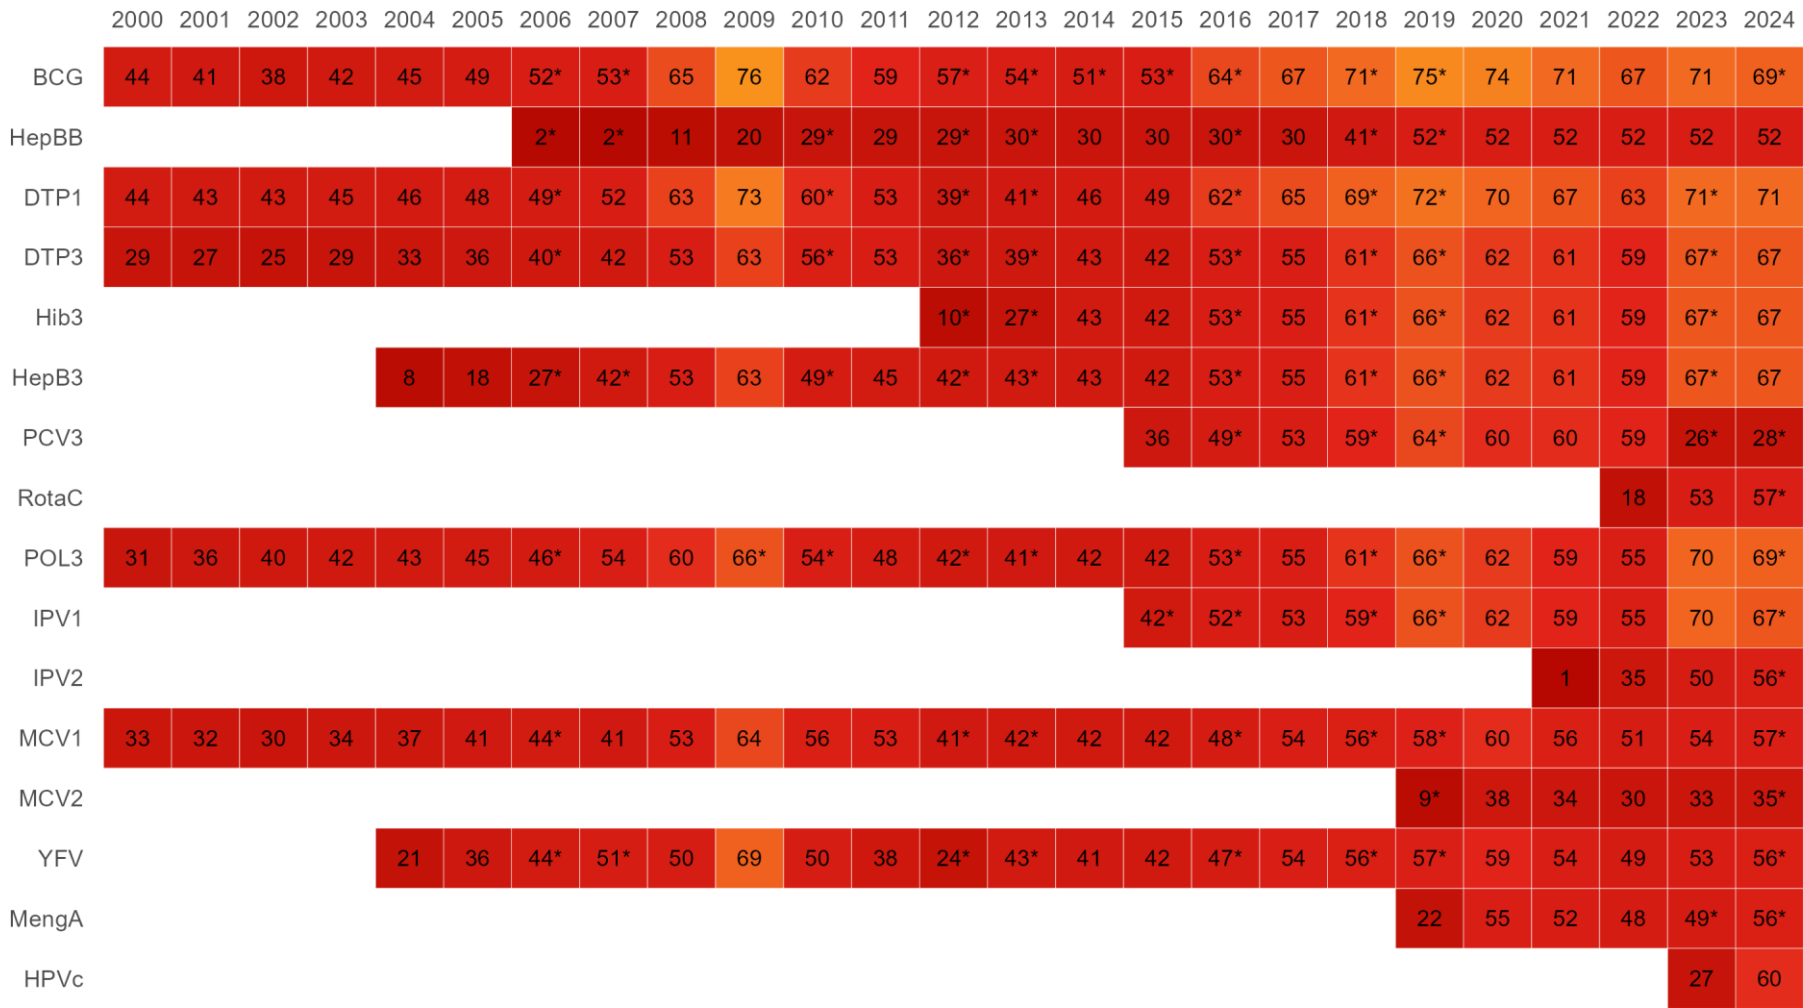 2000 2001 2002 2003 2004 2005 2006 2007 2008 2009 2010 2011 2012 2013 2014 2015 2016 2017 2018 2019 2020 2021 2022 2023 2024
BCG 44 41 38 42 45 49 52* 53* 65 76 62 59 57* 54* 51* 53* 64* 67 71* 75* 74 71 67 71 69*
HepBB 2* 2* 11 20 29* 29 29* 30* 30 30 30* 30 41* 52* 52 52 52 52 52
DTP1 44 43 43 45 46 48 49* 52 63 73 60* 53 39* 41* 46 49 62* 65 69* 72* 70 67 63 71* 71
DTP3 29 27 25 29 33 36 40* 42 53 63 56* 53 36* 39* 43 42 53* 55 61* 66* 62 61 59 67* 67
Hib3 10* 27* 43 42 53* 55 61* 66* 62 61 59 67* 67
HepB3 8 18 27* 42* 53 63 49* 45 42* 43* 43 42 53* 55 61* 66* 62 61 59 67* 67
PCV3 36 49* 53 59* 64* 60 60 59 26* 28*
RotaC 18 53 57*
POL3 31 36 40 42 43 45 46* 54 60 66* 54* 48 42* 41* 42 42 53* 55 61* 66* 62 59 55 70 69*
IPV1 42* 52* 53 59* 66* 62 59 55 70 67*
IPV2 1 35 50 56*
MCV1 33 32 30 34 37 41 44* 41 53 64 56 53 41* 42* 42 42 48* 54 56* 58* 60 56 51 54 57*
MCV2 9* 38 34 30 33 35*
YFV 21 36 44* 51* 50 69 50 38 24* 43* 41 42 47* 54 56* 57* 59 54 49 53 56*
MengA 22 55 52 48 49* 56*
HPVc 27 60